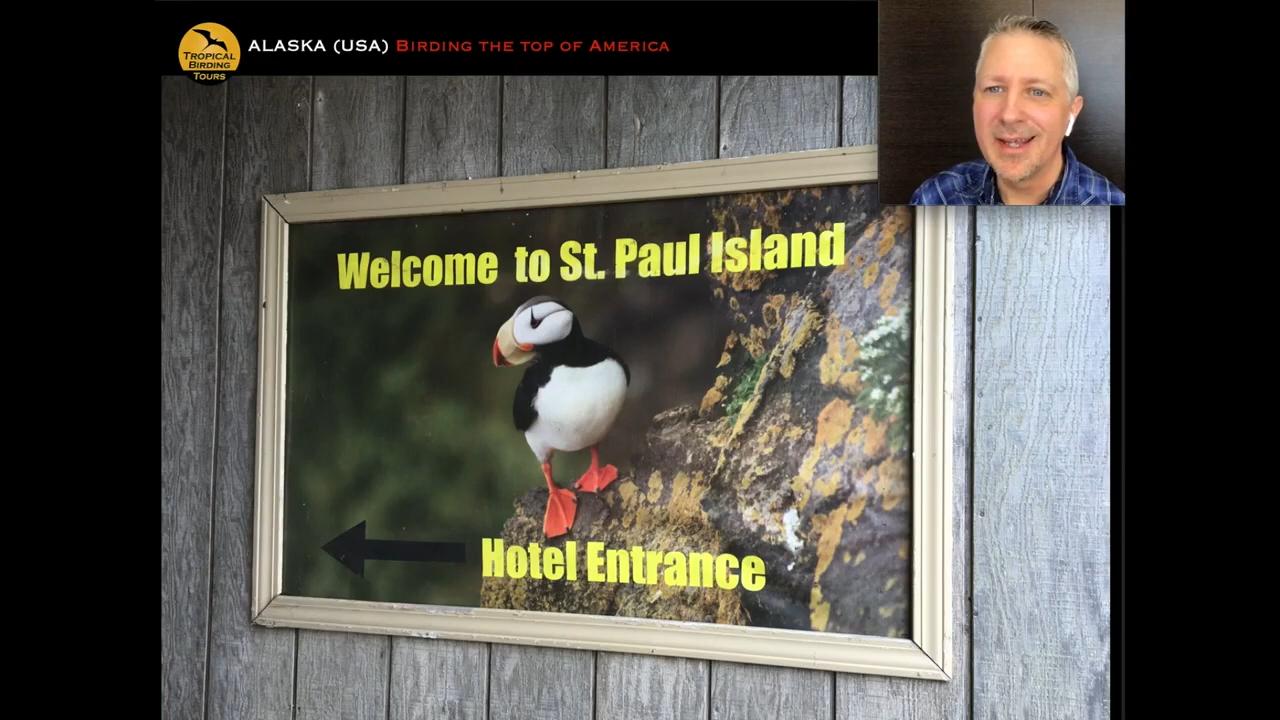 TROPICAL
BIRDING
TOURS
ALASKA (USA) BIRDING THE TOP OF AMERICA
Welcome to St. Paul Island
Hotel Entrance